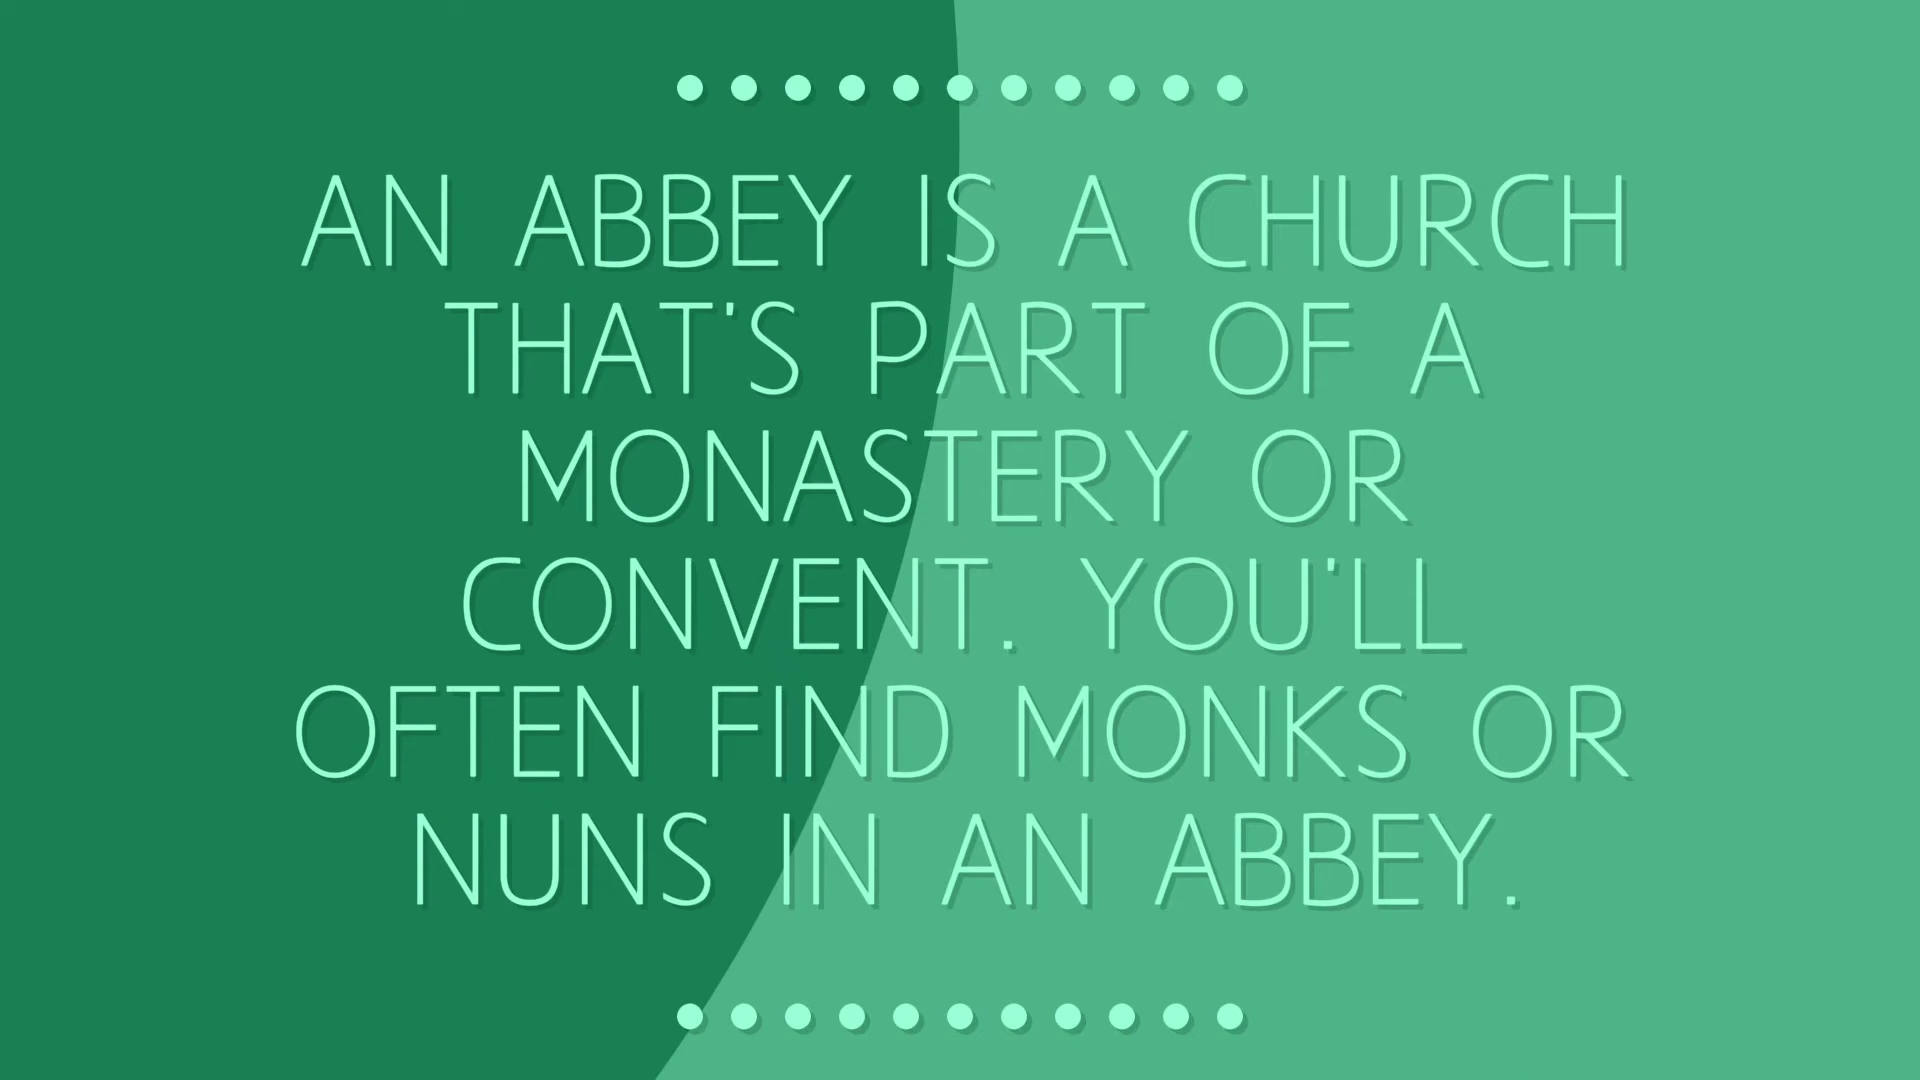 AN ABBEY IS A CHURCH
THAT'S PART OF A
MONASTERY OR
CONVENT. YOU'LL
OFTEN FIND MONKS OR
NUNS IN AN ABBEY.